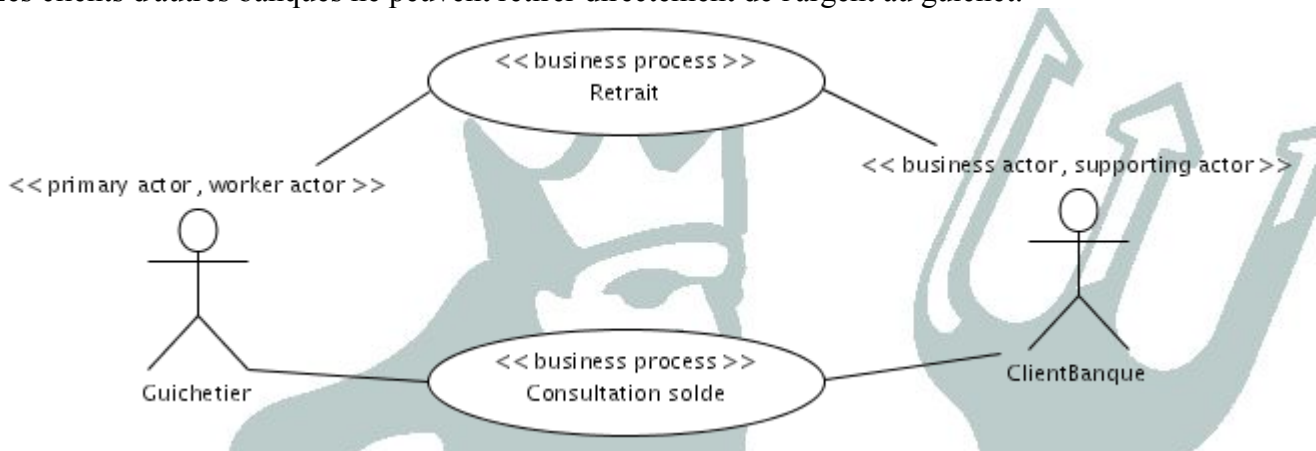 << business process >>
Retrait
<< primary actor , worker actor >>
<< business actor, supporting actor >>
Guichetier
<< business process >>
Consultation solde
ClientBanque